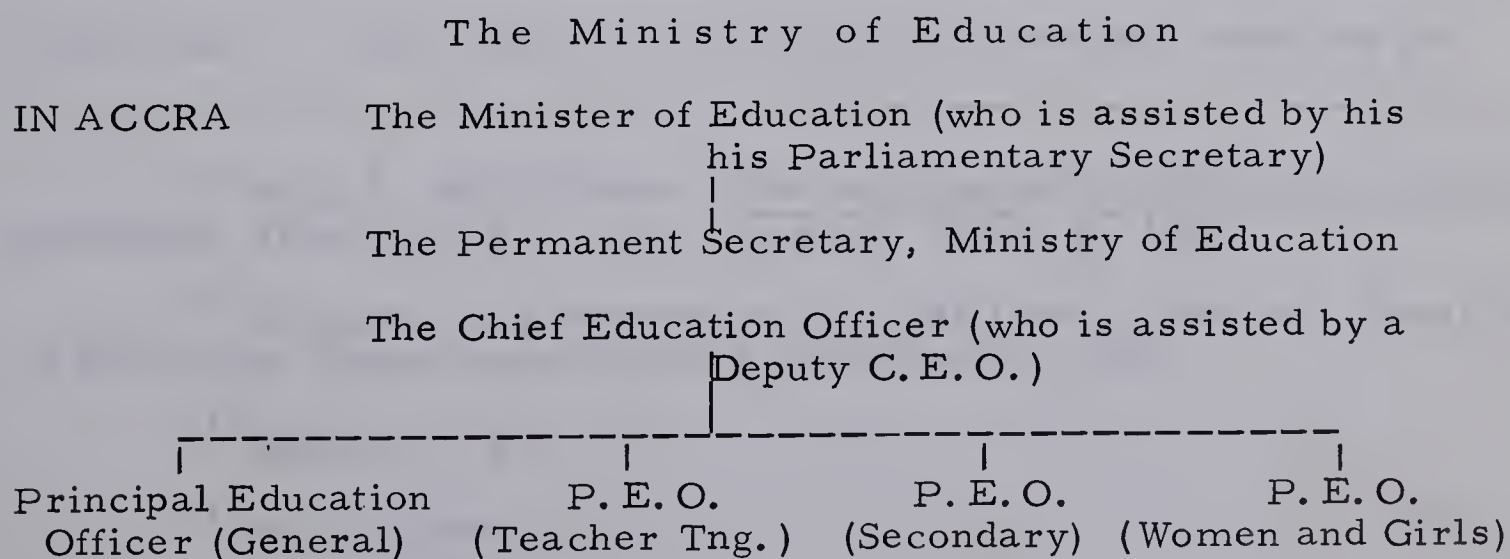 The Ministry of Education
IN ACCRA The Minister of Education (who is assisted by his
his Parliamentary Secretary)
The Permanent Secretary, Ministry of Education
The Chief Education Officer (who is assisted by a
Deputy C. E. O. )
Principal Education P. E. O. P. E. O. P. E. O.
Officer (General) (Teacher Tng. ) (Secondary) (Women and Girls)